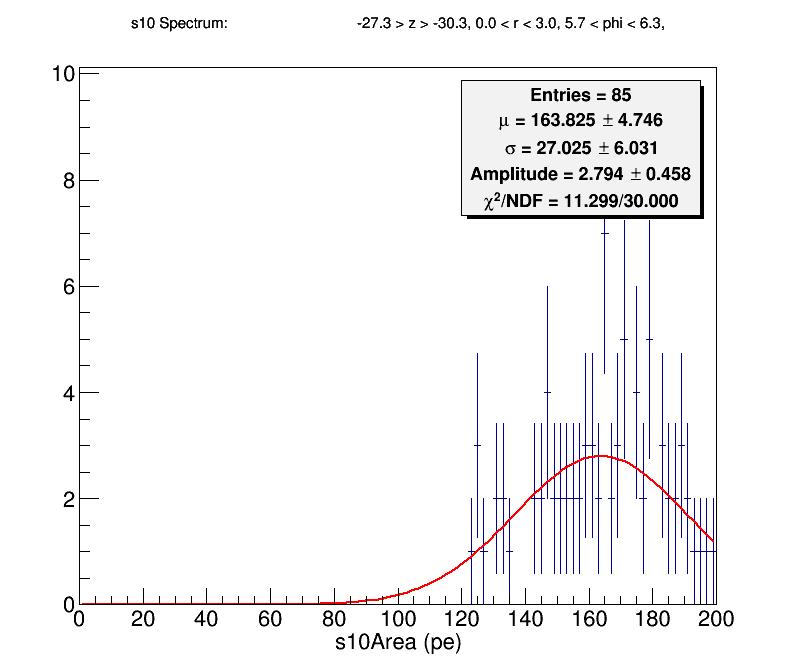 s10 Spectrum: -27.3 > z > -30.3, 0.0 < r < 3.0, 5.7 < phi < 6.3,
Entries = 85
μ = 163.825 ± 4.746
σ = 27.025 ± 6.031
Amplitude = 2.794 ± 0.458
χ²/NDF = 11.299/30.000
10
8
6
4
2
0
0 20 40 60 80 100 120 140 160 180 200
s10Area (pe)